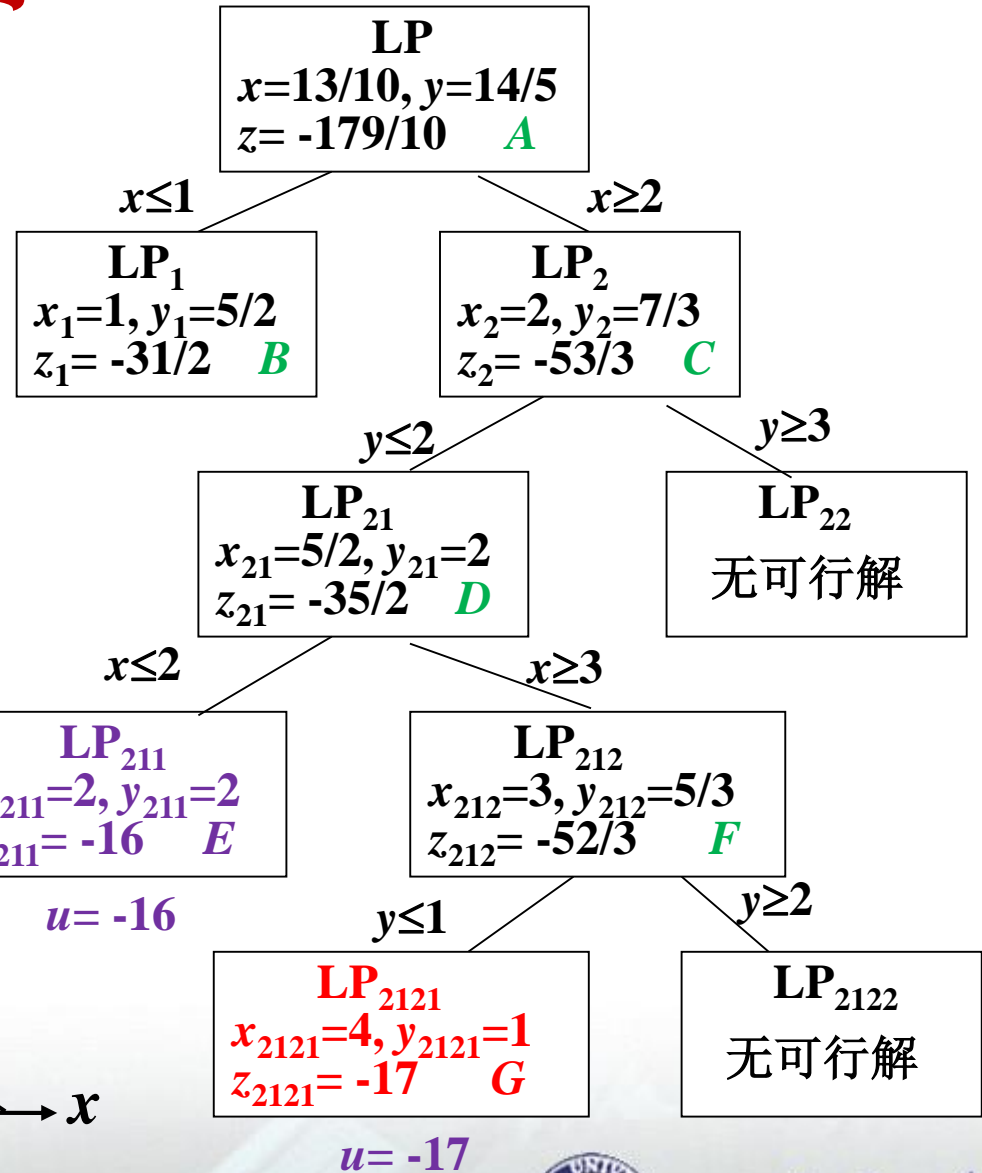 LP
x=13/10, y=14/5
z= -179/10 A
x≤1
x≥2
LP₁
x₁=1, y₁=5/2
z₁= -31/2 B
LP₂
x₂=2, y₂=7/3
z₂= -53/3 C
y≤2
y≥3
LP₂₁
x₂₁=5/2, y₂₁=2
z₂₁= -35/2 D
LP₂₂
无可行解
x≤2
x≥3
LP₂₁₁
₂₁₁=2, y₂₁₁=2
₂₁₁= -16 E
LP₂₁₂
x₂₁₂=3, y₂₁₂=5/3
z₂₁₂= -52/3 F
u= -16
y≤1
y≥2
LP₂₁₂₁
x₂₁₂₁=4, y₂₁₂₁=1
z₂₁₂₁= -17 G
LP₂₁₂₂
无可行解
x
u= -17